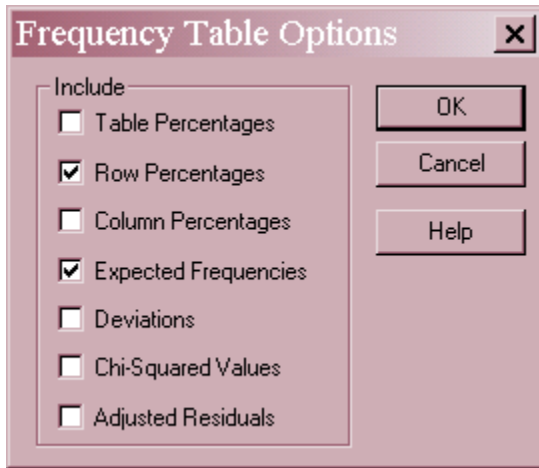 Frequency Table Options
Include
Table Percentages
Row Percentages
Column Percentages
Expected Frequencies
Deviations
Chi-Squared Values
Adjusted Residuals
OK
Cancel
Help